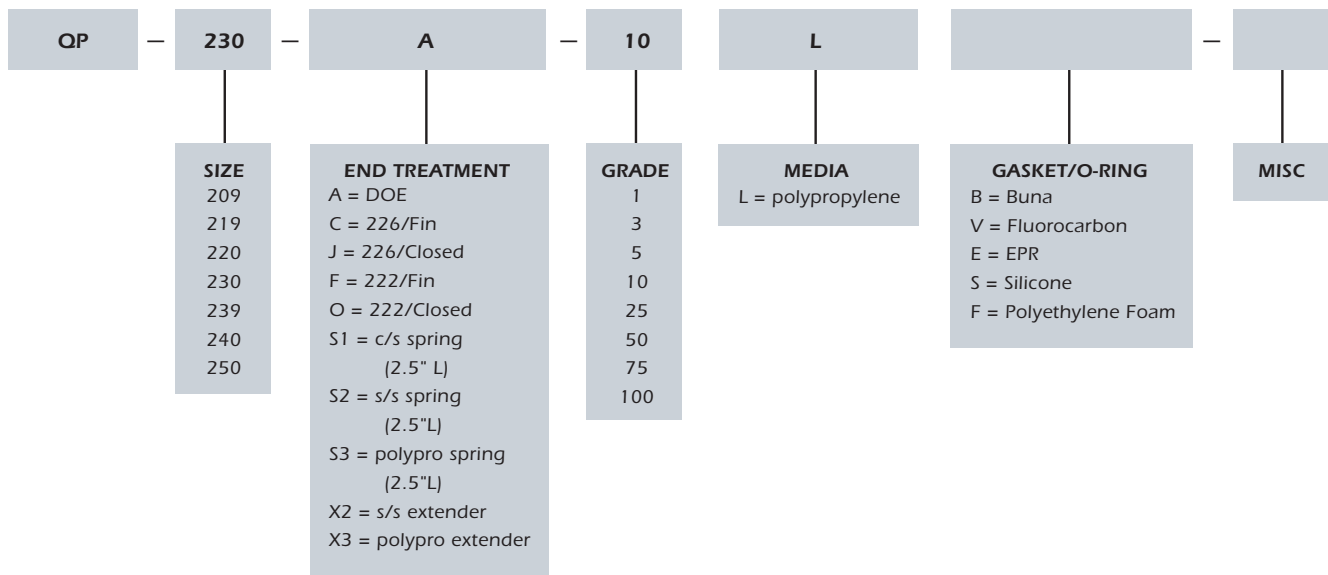 QP — 230 — A — 10 L —
SIZE
209
219
220
230
239
240
250
END TREATMENT
A = DOE
C = 226/Fin
J = 226/Closed
F = 222/Fin
O = 222/Closed
S1 = c/s spring
(2.5" L)
S2 = s/s spring
(2.5"L)
S3 = polypro spring
(2.5"L)
X2 = s/s extender
X3 = polypro extender
GRADE
1
3
5
10
25
50
75
100
MEDIA
L = polypropylene
GASKET/O-RING
B = Buna
V = Fluorocarbon
E = EPR
S = Silicone
F = Polyethylene Foam
MISC